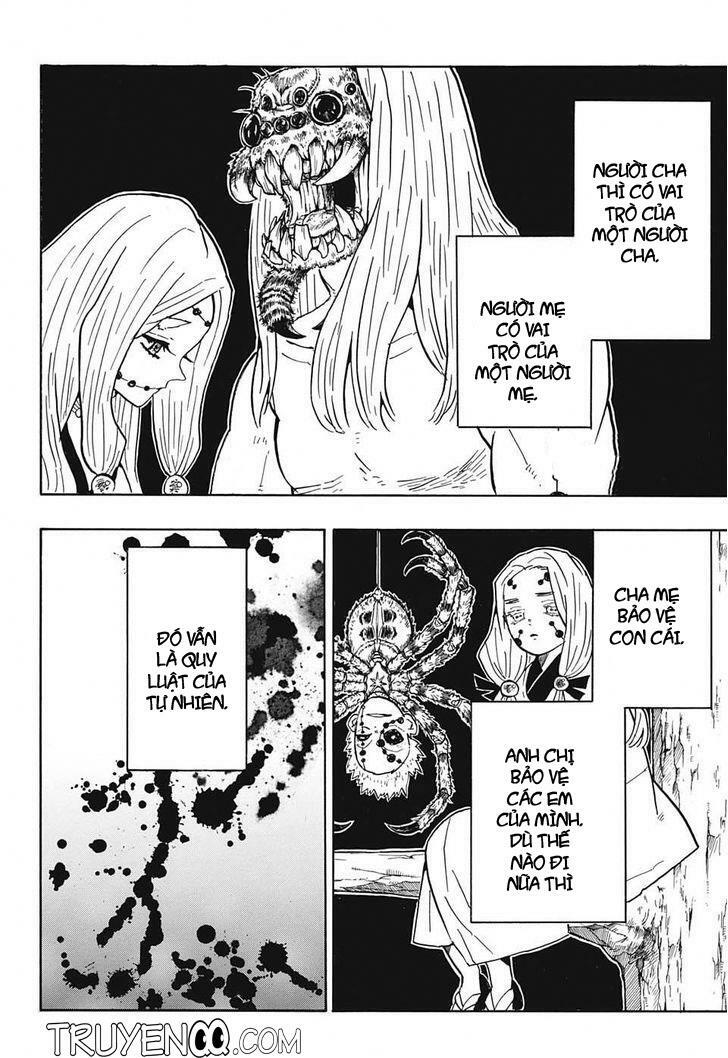 NGƯỜI CHA
THÌ CÓ VAI
TRÒ CỦA
MỘT NGƯỜI
CHA.
NGƯỜI MẸ
CÓ VAI
TRÒ CỦA
MỘT NGƯỜI
MẸ.
CHA MẸ
BẢO VỆ
CON CÁI.
ANH CHỊ
BẢO VỆ
CÁC EM
CỦA MÌNH.
DÙ THẾ
NÀO ĐI
NỮA THÌ
ĐÓ VẪN
LÀ QUY
LUẬT CỦA
TỰ NHIÊN.
TRUYENQQ.COM